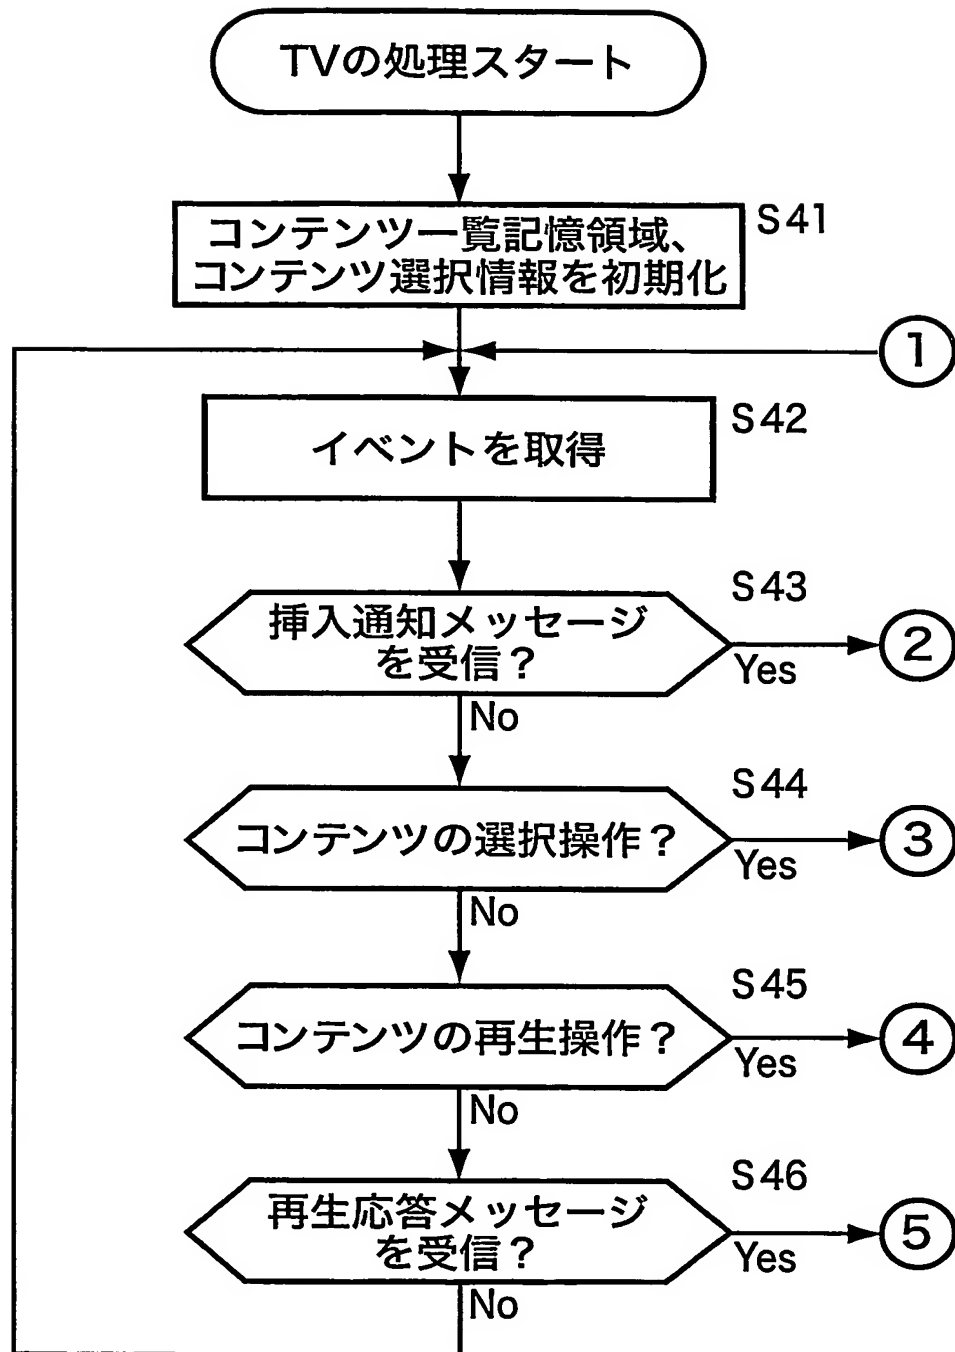 TVの処理スタート
S41
コンテンツ一覧記憶領域、
コンテンツ選択情報を初期化
1
S42
イベントを取得
S43
挿入通知メッセージ
を受信?
Yes
2
No
S44
コンテンツの選択操作?
Yes
3
No
S45
コンテンツの再生操作?
Yes
4
No
S46
再生応答メッセージ
を受信?
Yes
5
No